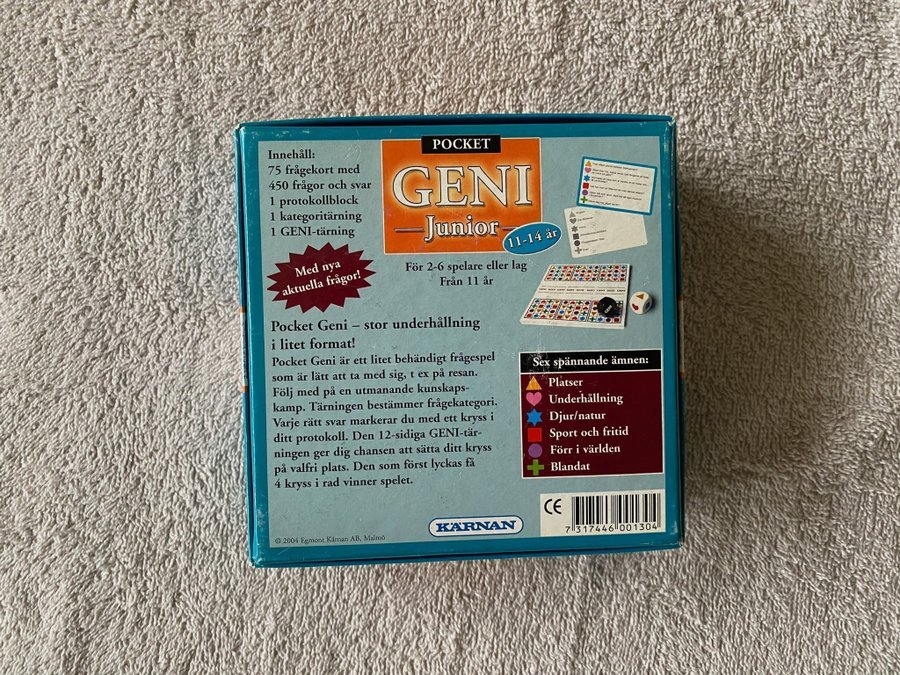 Innehåll:
75 frågekort med
450 frågor och svar
1 protokollblock
1 kategoritärning
1 GENI-tärning
POCKET
GENI
Junior
11-14 år
Med nya
aktuella frågor!
För 2-6 spelare eller lag
Från 11 år
Pocket Geni – stor underhållning
i litet format!
Pocket Geni är ett litet behändigt frågespel
som är lätt att ta med sig, t ex på resan.
Följ med på en utmanande kunskaps-
kamp. Tärningen bestämmer frågekategori.
Varje rätt svar markerar du med ett kryss i
ditt protokoll. Den 12-sidiga GENI-tär-
ningen ger dig chansen att sätta ditt kryss
på valfri plats. Den som först lyckas få
4 kryss i rad vinner spelet.
Sex spännande ämnen:
Platser
Underhållning
Djur/natur
Sport och fritid
Förr i världen
Blandat
CE
7 317446 001304
KÄRNAN
© 2004 Egmont Kärnan AB, Malmö